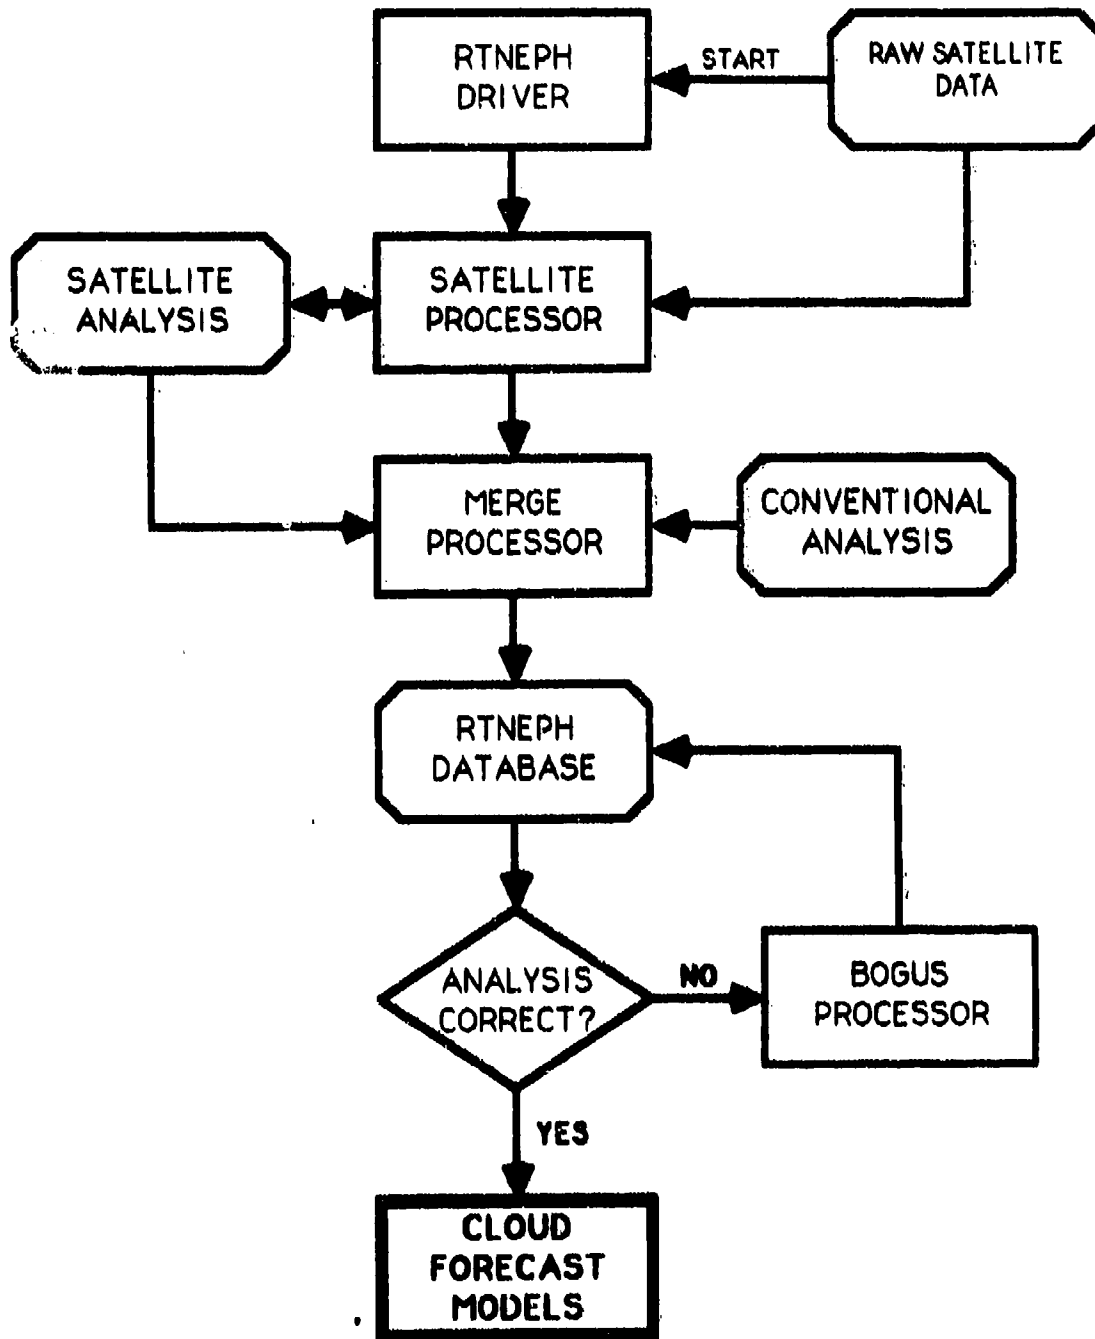 RTNEPH
DRIVER
START
RAW SATELLITE
DATA
SATELLITE
ANALYSIS
SATELLITE
PROCESSOR
MERGE
PROCESSOR
CONVENTIONAL
ANALYSIS
RTNEPH
DATABASE
ANALYSIS
CORRECT?
NO
BOGUS
PROCESSOR
YES
CLOUD
FORECAST
MODELS